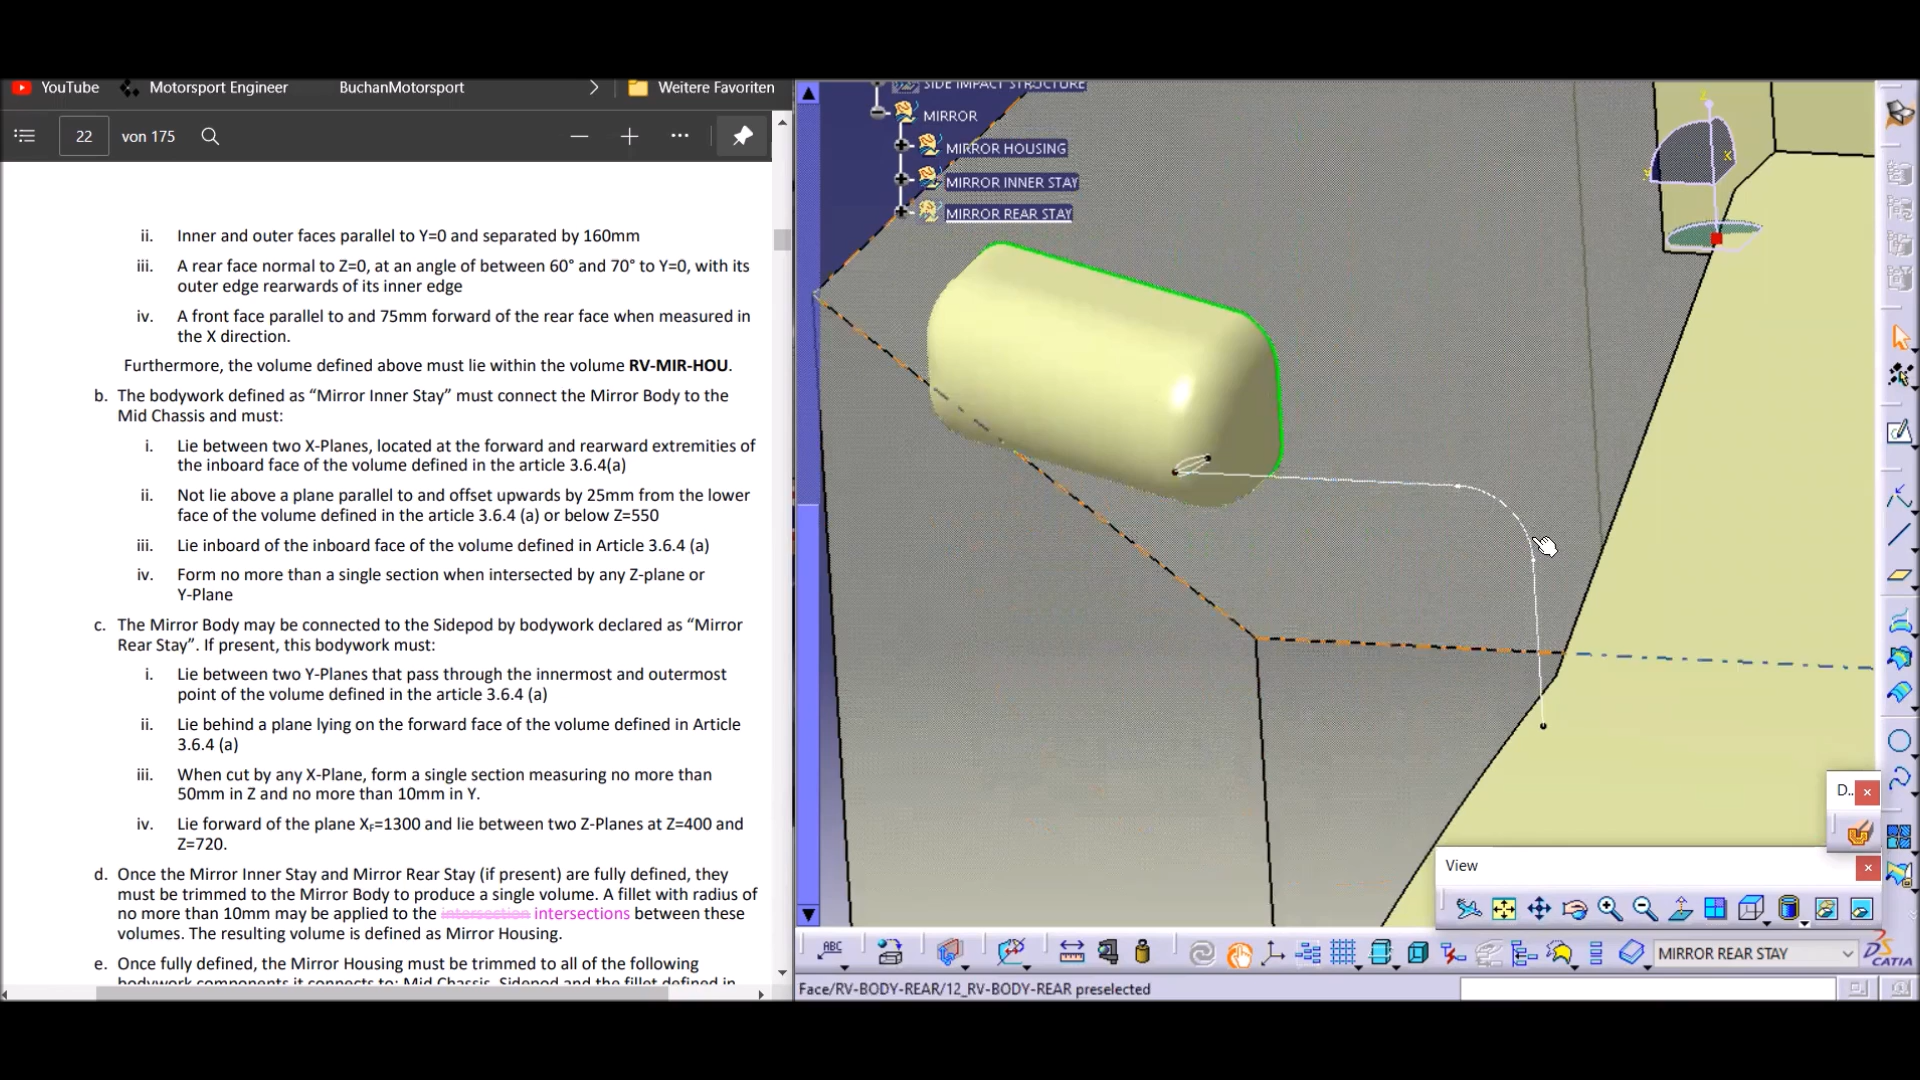 YouTube
Motorsport Engineer
BuchanMotorsport
Weitere Favoriten
22
von 175
ii. Inner and outer faces parallel to Y=0 and separated by 160mm
iii. A rear face normal to Z=0, at an angle of between 60° and 70° to Y=0, with its
outer edge rearwards of its inner edge
iv. A front face parallel to and 75mm forward of the rear face when measured in
the X direction.
Furthermore, the volume defined above must lie within the volume RV-MIR-HOU.
b. The bodywork defined as “Mirror Inner Stay” must connect the Mirror Body to the
Mid Chassis and must:
i. Lie between two X-Planes, located at the forward and rearward extremities of
the inboard face of the volume defined in the article 3.6.4(a)
ii. Not lie above a plane parallel to and offset upwards by 25mm from the lower
face of the volume defined in the article 3.6.4 (a) or below Z=550
iii. Lie inboard of the inboard face of the volume defined in Article 3.6.4 (a)
iv. Form no more than a single section when intersected by any Z-plane or
Y-Plane
c. The Mirror Body may be connected to the Sidepod by bodywork declared as “Mirror
Rear Stay”. If present, this bodywork must:
i. Lie between two Y-Planes that pass through the innermost and outermost
point of the volume defined in the article 3.6.4 (a)
ii. Lie behind a plane lying on the forward face of the volume defined in Article
3.6.4 (a)
iii. When cut by any X-Plane, form a single section measuring no more than
50mm in Z and no more than 10mm in Y.
iv. Lie forward of the plane XF=1300 and lie between two Z-Planes at Z=400 and
Z=720.
d. Once the Mirror Inner Stay and Mirror Rear Stay (if present) are fully defined, they
must be trimmed to the Mirror Body to produce a single volume. A fillet with radius of
no more than 10mm may be applied to the intersection intersections between these
volumes. The resulting volume is defined as Mirror Housing.
e. Once fully defined, the Mirror Housing must be trimmed to all of the following
bodywork components it connects to: Mid Chassis, Sidepod and the fillet defined in
SIDE IMPACT STRUCTURE
MIRROR
MIRROR HOUSING
MIRROR INNER STAY
MIRROR REAR STAY
x
D..
View
ABC
MIRROR REAR STAY
CATIA
Face/RV-BODY-REAR/12_RV-BODY-REAR preselected